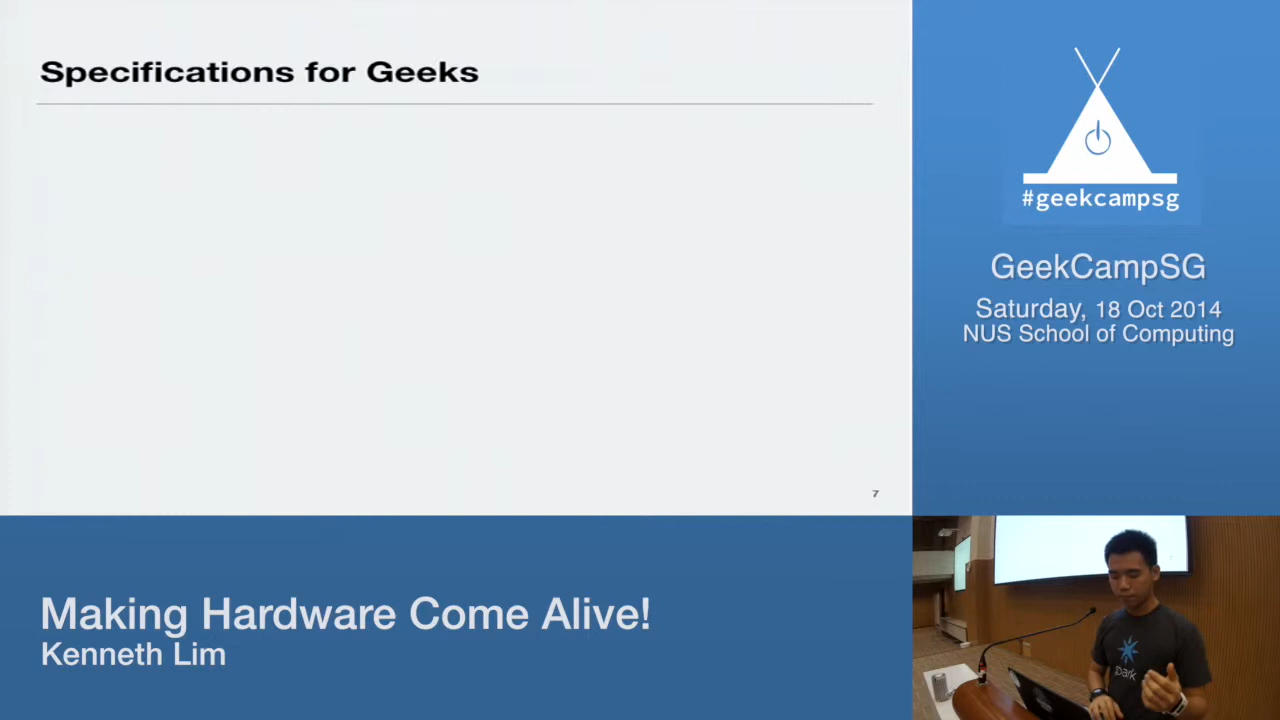 Specifications for Geeks
7
#geekcampsg
GeekCampSG
Saturday, 18 Oct 2014
NUS School of Computing
Making Hardware Come Alive!
Kenneth Lim
spark